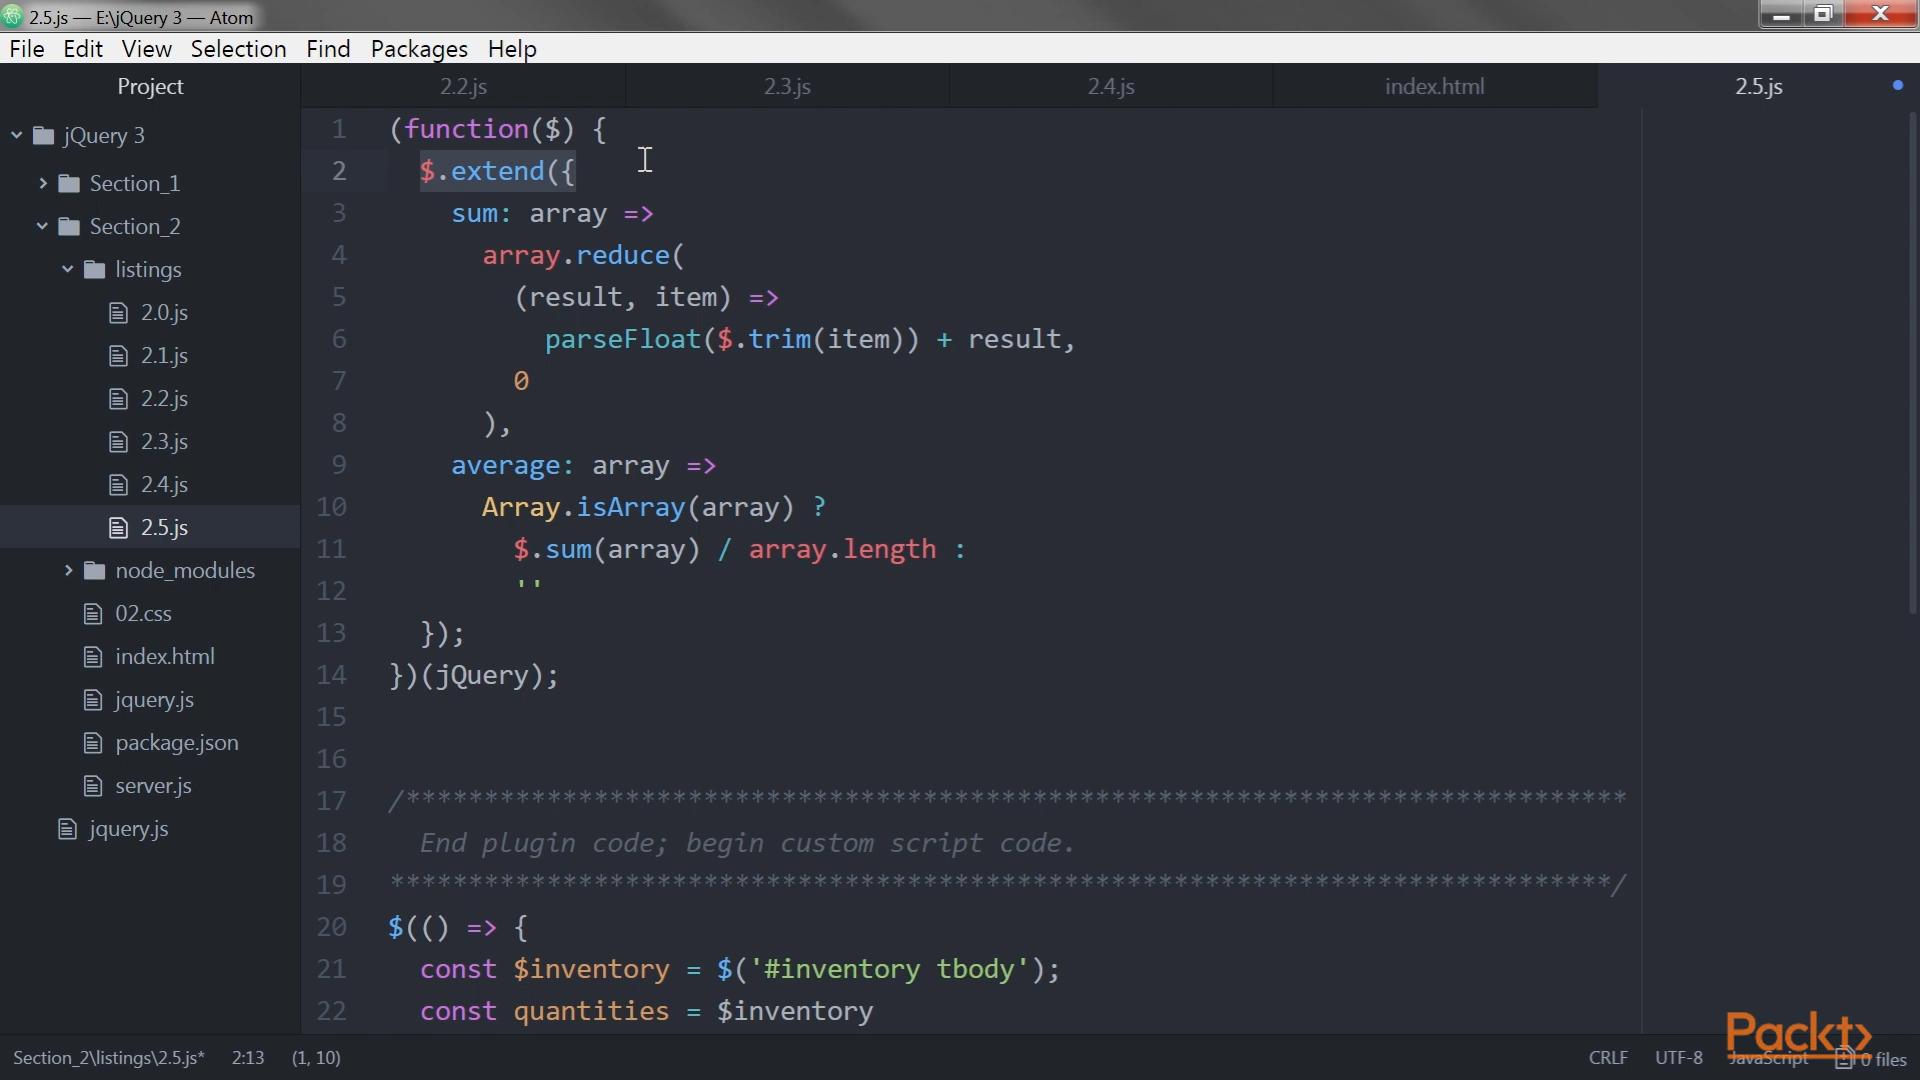 2.5.js — E:\jQuery 3 — Atom
File Edit View Selection Find Packages Help
Project
2.2.js 2.3.js 2.4.js index.html 2.5.js
jQuery 3
Section_1
Section_2
listings
2.0.js
2.1.js
2.2.js
2.3.js
2.4.js
2.5.js
node_modules
02.css
index.html
jquery.js
package.json
server.js
jquery.js
1 (function($) {
2 $.extend({
3 sum: array =>
4 array.reduce(
5 (result, item) =>
6 parseFloat($.trim(item)) + result,
7 0
8 ),
9 average: array =>
10 Array.isArray(array) ?
11 $.sum(array) / array.length :
12 ''
13 });
14 })(jQuery);
15
16
17 /******************************************************************************
18 End plugin code; begin custom script code.
19 ******************************************************************************/
20 $(() => {
21 const $inventory = $('#inventory tbody');
22 const quantities = $inventory
Packt>
Section_2\listings\2.5.js* 2:13 (1, 10) CRLF UTF-8 JavaScript 0 files